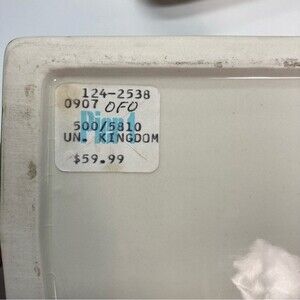 124-2538
0907 OFO
Pier 1
500/5810
UN. KINGDOM
$59.99